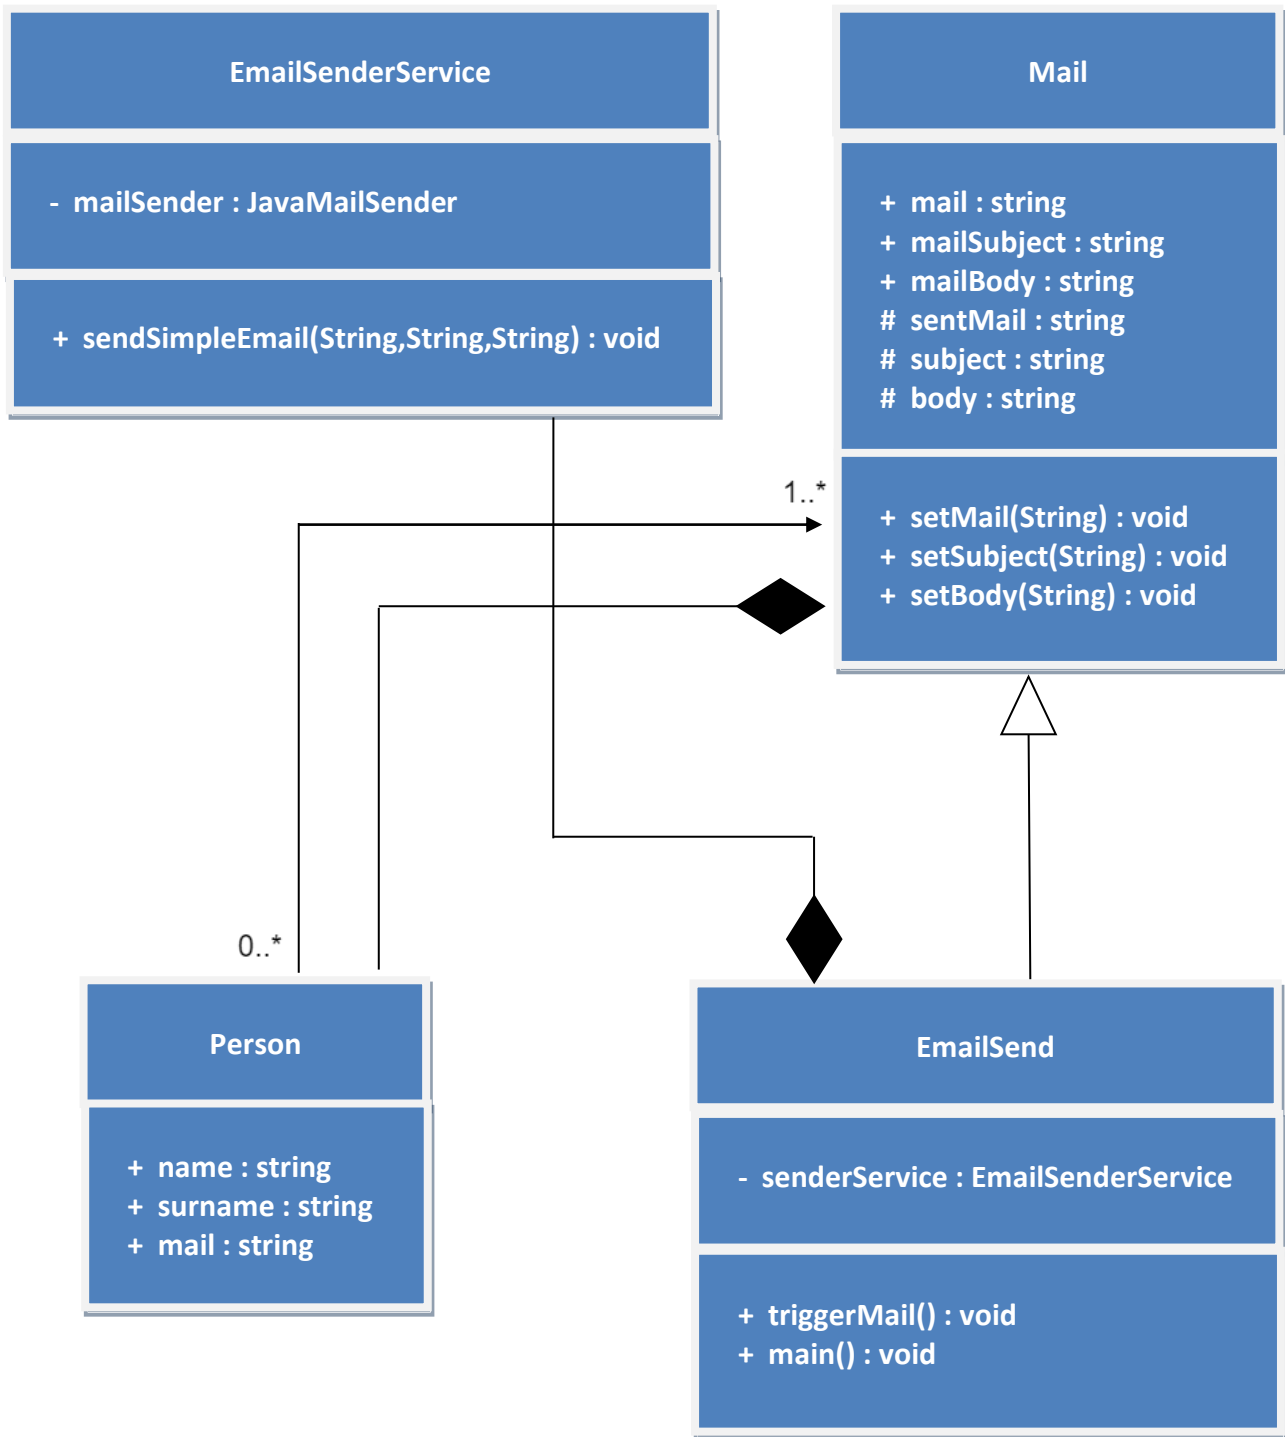 EmailSenderService
- mailSender : JavaMailSender
+ sendSimpleEmail(String,String,String) : void
Mail
+ mail : string
+ mailSubject : string
+ mailBody : string
# sentMail : string
# subject : string
# body : string
+ setMail(String) : void
+ setSubject(String) : void
+ setBody(String) : void
1..*
0..*
Person
+ name : string
+ surname : string
+ mail : string
EmailSend
- senderService : EmailSenderService
+ triggerMail() : void
+ main() : void